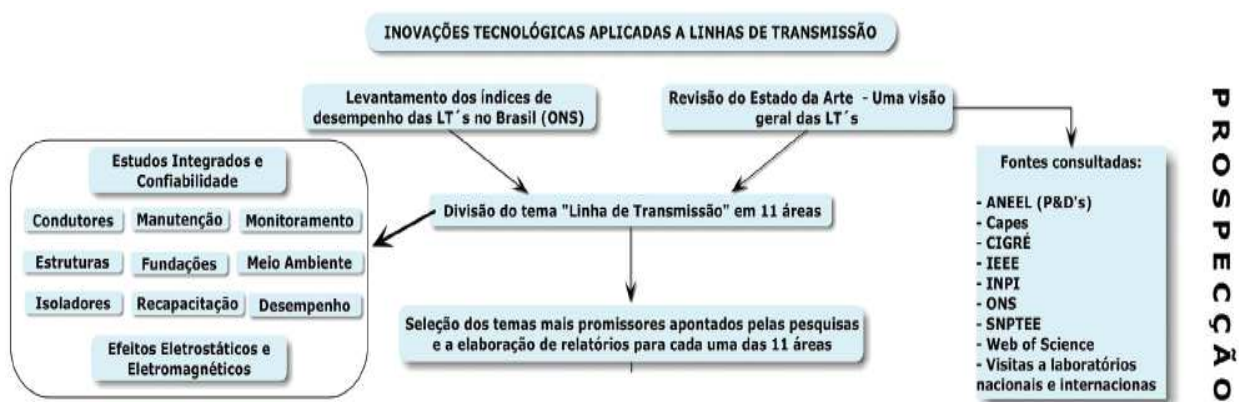 INOVAÇÕES TECNOLÓGICAS APLICADAS A LINHAS DE TRANSMISSÃO
Levantamento dos índices de
desempenho das LT´s no Brasil (ONS)
Revisão do Estado da Arte - Uma visão
geral das LT´s
Estudos Integrados e
Confiabilidade
Condutores
Manutenção
Monitoramento
Estruturas
Fundações
Meio Ambiente
Isoladores
Recapacitação
Desempenho
Efeitos Eletrostáticos e
Eletromagnéticos
Divisão do tema "Linha de Transmissão" em 11 áreas
Seleção dos temas mais promissores apontados pelas pesquisas
e a elaboração de relatórios para cada uma das 11 áreas
Fontes consultadas:
- ANEEL (P&D's)
- Capes
- CIGRÉ
- IEEE
- INPI
- ONS
- SNPTEE
- Web of Science
- Visitas a laboratórios
nacionais e internacionas
PROSPECÇÃO